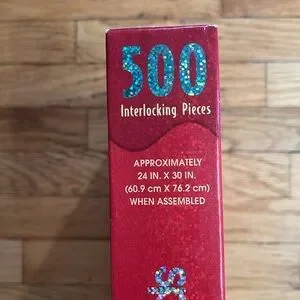 500
Interlocking Pieces
APPROXIMATELY
24 IN. X 30 IN.
(60.9 cm X 76.2 cm)
WHEN ASSEMBLED